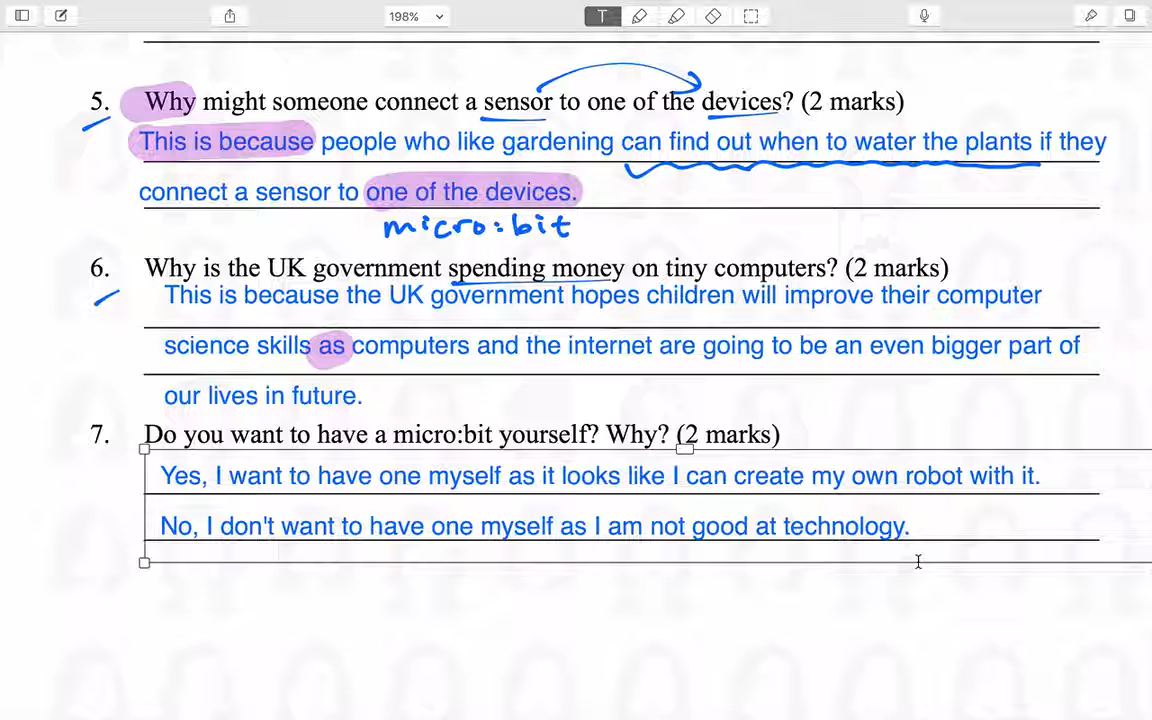 198%
T
5. Why might someone connect a sensor to one of the devices? (2 marks)
This is because people who like gardening can find out when to water the plants if they
connect a sensor to one of the devices.
micro:bit
6. Why is the UK government spending money on tiny computers? (2 marks)
This is because the UK government hopes children will improve their computer
science skills as computers and the internet are going to be an even bigger part of
our lives in future.
7. Do you want to have a micro:bit yourself? Why? (2 marks)
Yes, I want to have one myself as it looks like I can create my own robot with it.
No, I don't want to have one myself as I am not good at technology.